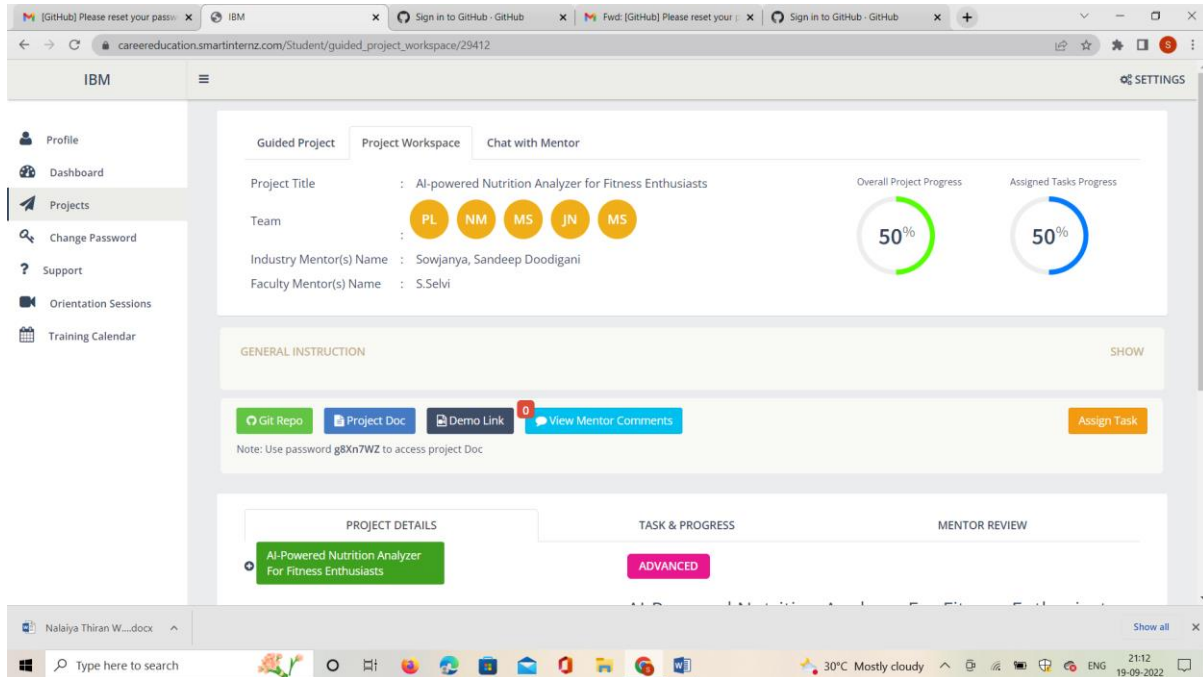 [GitHub] Please reset your passw
IBM
Sign in to GitHub · GitHub
Fwd: [GitHub] Please reset your p
Sign in to GitHub · GitHub
careereducation.smartinternz.com/Student/guided_project_workspace/29412
S
IBM
SETTINGS
Profile
Dashboard
Projects
Change Password
Support
Orientation Sessions
Training Calendar
Guided Project Project Workspace Chat with Mentor
Project Title : AI-powered Nutrition Analyzer for Fitness Enthusiasts
Team : PL NM MS JN MS
Industry Mentor(s) Name : Sowjanya, Sandeep Doodigani
Faculty Mentor(s) Name : S.Selvi
Overall Project Progress
50%
Assigned Tasks Progress
50%
GENERAL INSTRUCTION SHOW
Git Repo Project Doc Demo Link 0 View Mentor Comments Assign Task
Note: Use password g8Xn7WZ to access project Doc
PROJECT DETAILS TASK & PROGRESS MENTOR REVIEW
AI-Powered Nutrition Analyzer
For Fitness Enthusiasts
ADVANCED
Nalaiya Thiran W....docx
Show all
Type here to search
30°C Mostly cloudy
ENG
21:12
19-09-2022